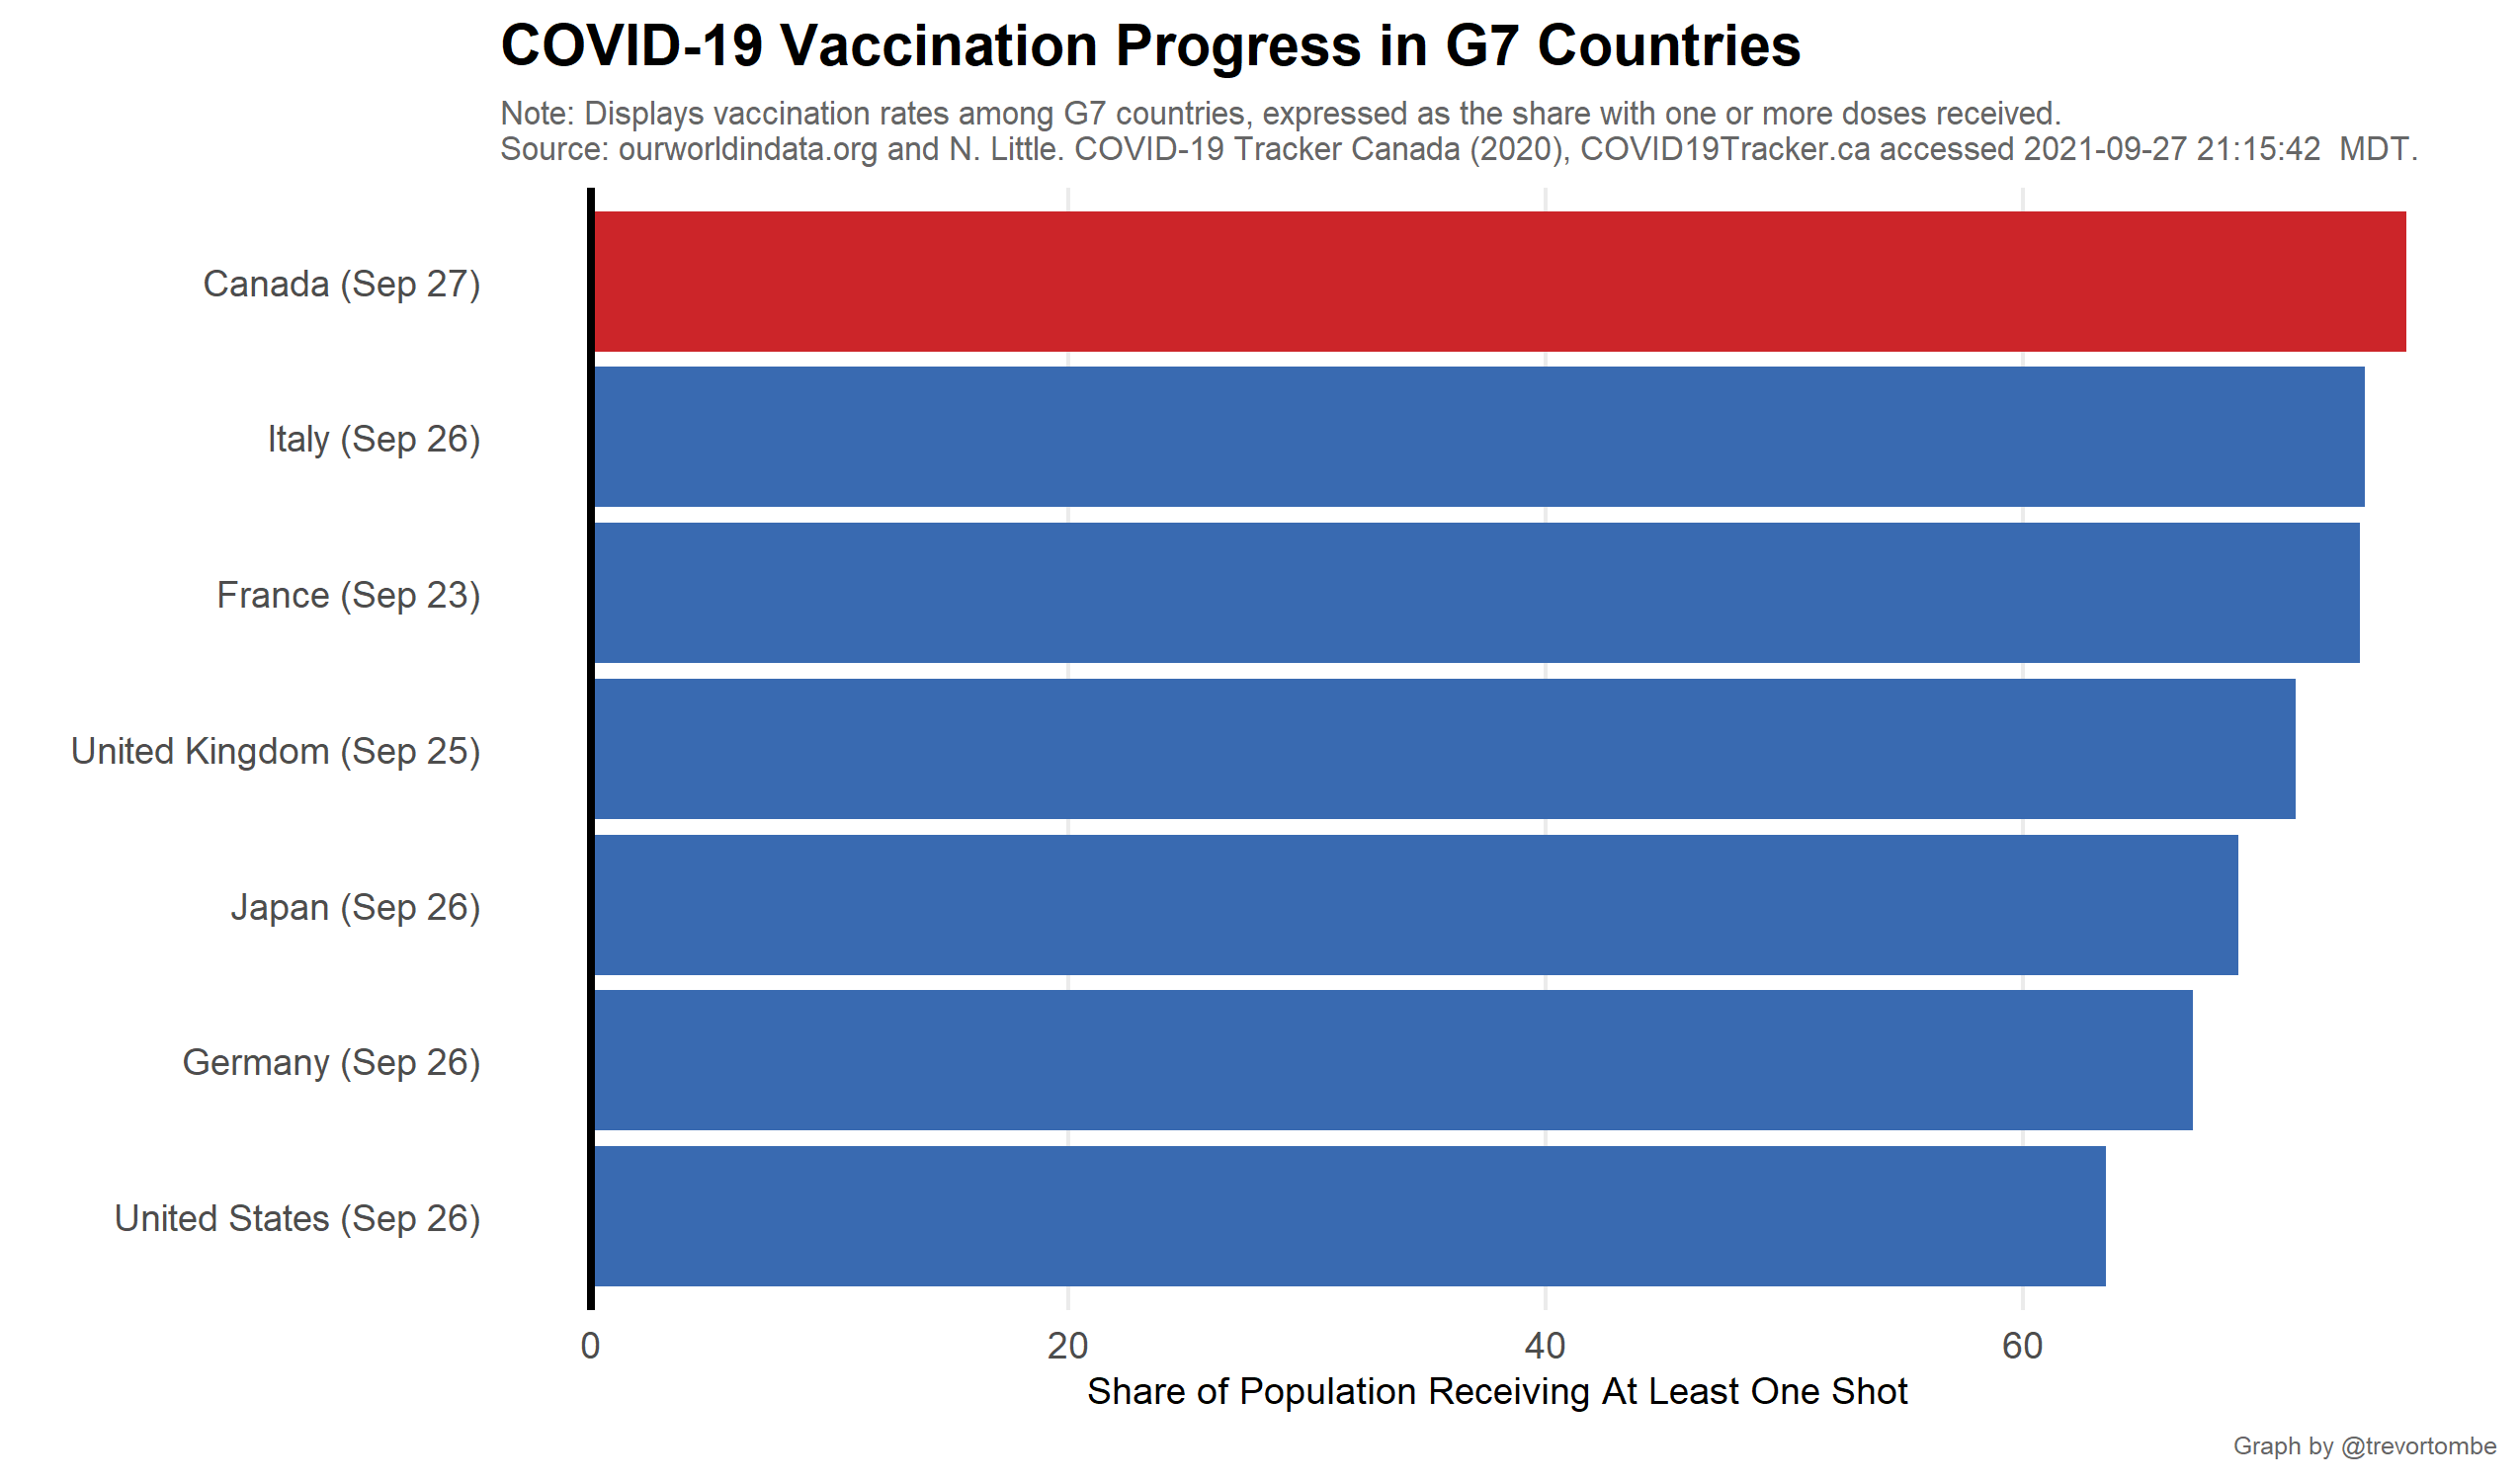 COVID-19 Vaccination Progress in G7 Countries
Note: Displays vaccination rates among G7 countries, expressed as the share with one or more doses received.
Source: ourworldindata.org and N. Little. COVID-19 Tracker Canada (2020), COVID19Tracker.ca accessed 2021-09-27 21:15:42  MDT.
Canada (Sep 27)
Italy (Sep 26)
France (Sep 23)
United Kingdom (Sep 25)
Japan (Sep 26)
Germany (Sep 26)
United States (Sep 26)
0 20 40 60
Share of Population Receiving At Least One Shot
Graph by @trevortombe